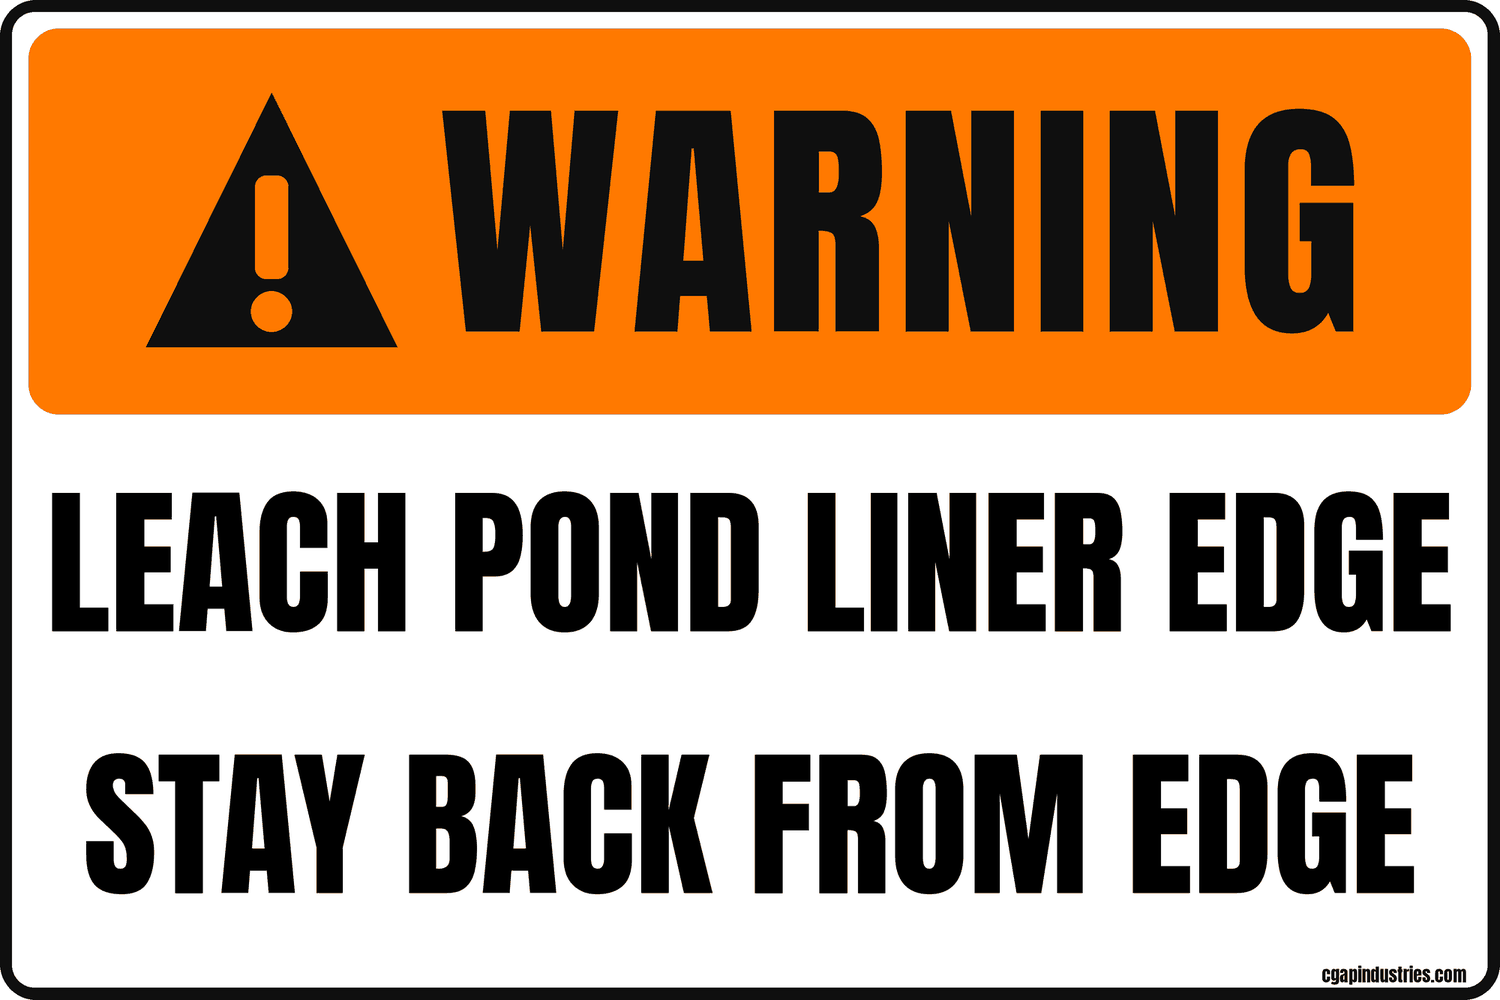 WARNING
LEACH POND LINER EDGE
STAY BACK FROM EDGE
cgapindustries.com